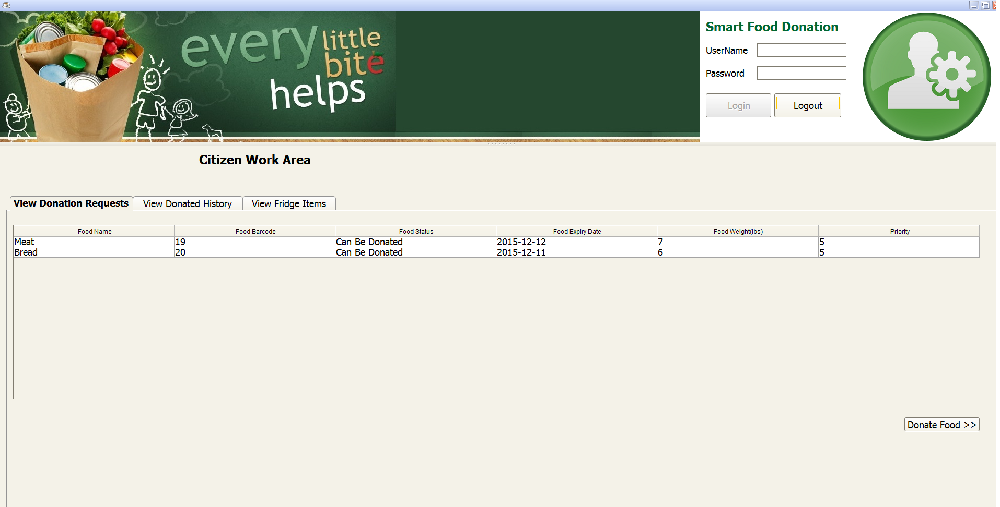 every little
bite
helps
Smart Food Donation
UserName
Password
Login Logout
Citizen Work Area
View Donation Requests View Donated History View Fridge Items
Food Name Food Barcode Food Status Food Expiry Date Food Weight(lbs) Priority
Meat 19 Can Be Donated 2015-12-12 7 5
Bread 20 Can Be Donated 2015-12-11 6 5
Donate Food >>